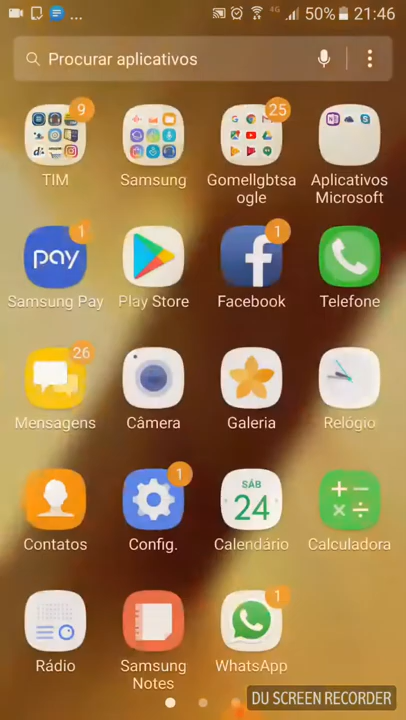 ... 4G 50% 21:46
Procurar aplicativos
9 25
TIM Samsung Gomellgbtsa
ogle Aplicativos
Microsoft
1 1
pay
Samsung Pay Play Store Facebook Telefone
26
Mensagens Câmera Galeria Relógio
1 SÁB
24
Contatos Config. Calendário Calculadora
1
Rádio Samsung
Notes WhatsApp
DU SCREEN RECORDER